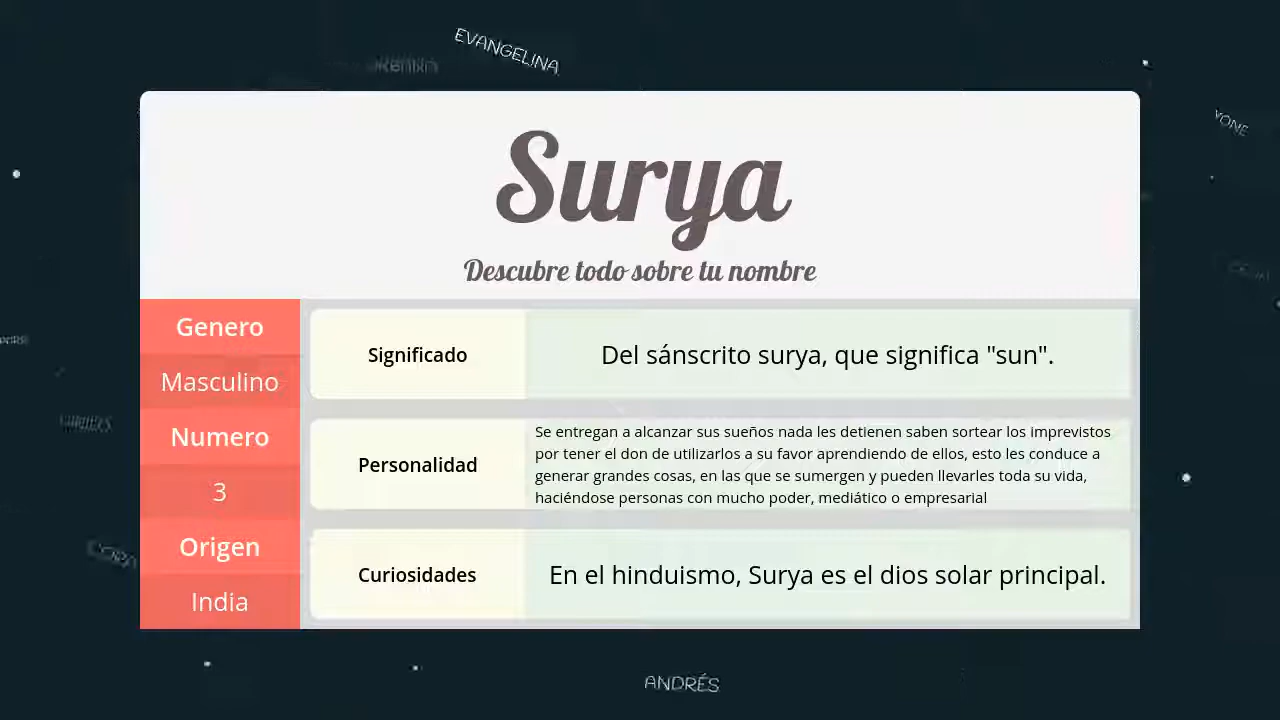 EVANGELINA
YONE
Surya
Descubre todo sobre tu nombre
Genero
Masculino
Numero
3
Origen
India
Significado
Del sánscrito surya, que significa "sun".
Personalidad
Se entregan a alcanzar sus sueños nada les detienen saben sortear los imprevistos
por tener el don de utilizarlos a su favor aprendiendo de ellos, esto les conduce a
generar grandes cosas, en las que se sumergen y pueden llevarles toda su vida,
haciéndose personas con mucho poder, mediático o empresarial
Curiosidades
En el hinduismo, Surya es el dios solar principal.
ANDRÉS